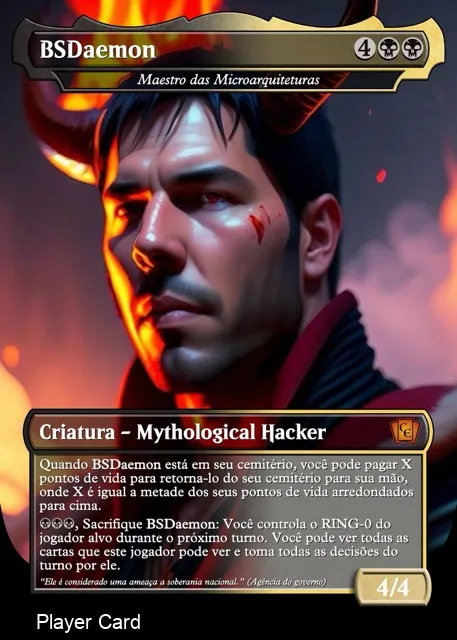 BSDaemon 4
Maestro das Microarquiteturas
Criatura – Mythological Hacker
Quando BSDaemon está em seu cemitério, você pode pagar X
pontos de vida para retorna-lo do seu cemitério para sua mão,
onde X é igual a metade dos seus pontos de vida arredondados
para cima.
, Sacrifique BSDaemon: Você controla o RING-0 do
jogador alvo durante o próximo turno. Você pode ver todas as
cartas que este jogador pode ver e toma todas as decisões do
turno por ele.
“Ele é considerado uma ameaça a soberania nacional.” (Agência do governo)
4/4
Player Card